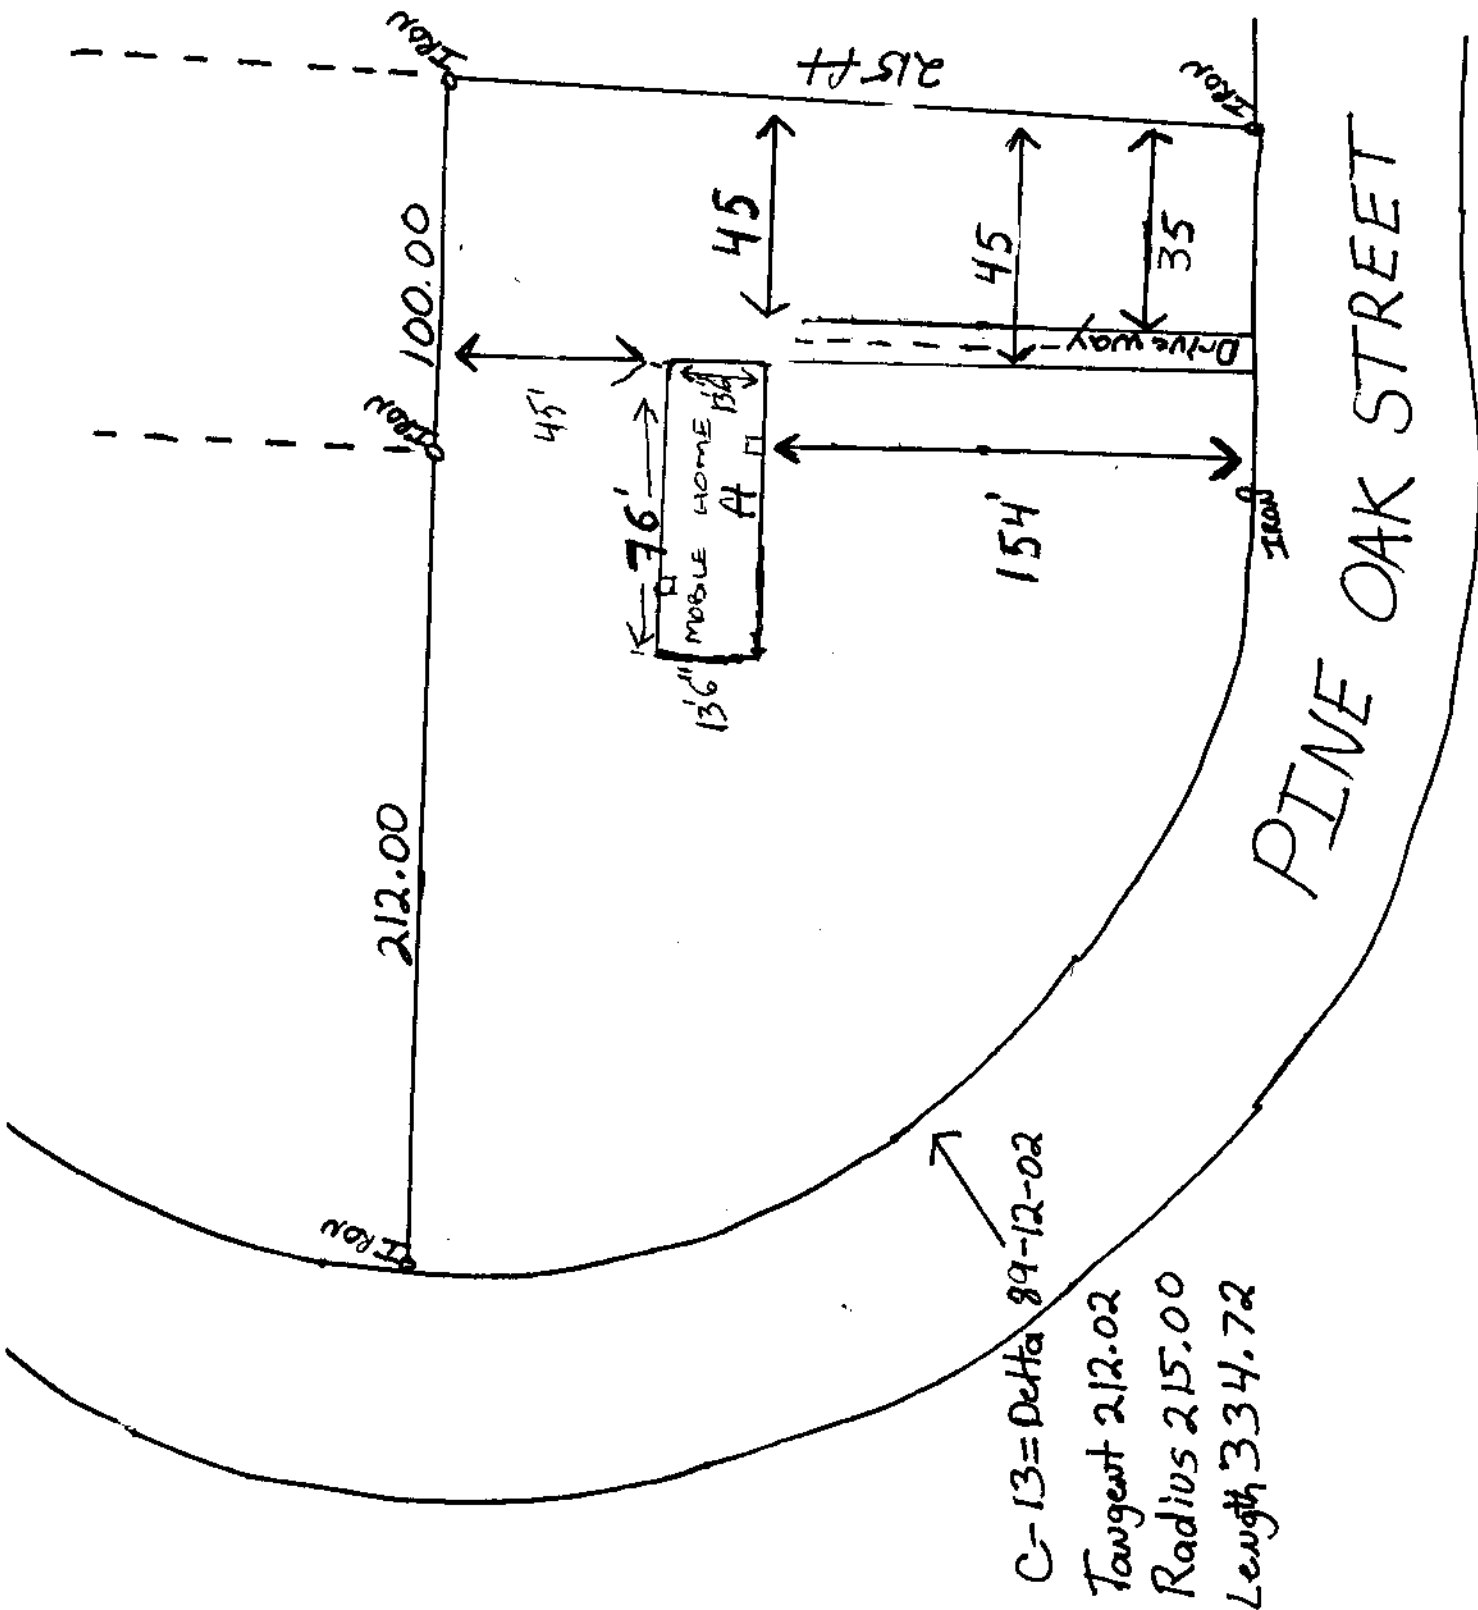 IRON
215 ft
IRON
100.00
45
45
35
Driveway
IRON
45'
76'
MOBILE HOME
A
13'6"
154'
IRON
PINE OAK STREET
212.00
IRON
C-13=Delta 89-12-02
Tangent 212.02
Radius 215.00
Length 334.72